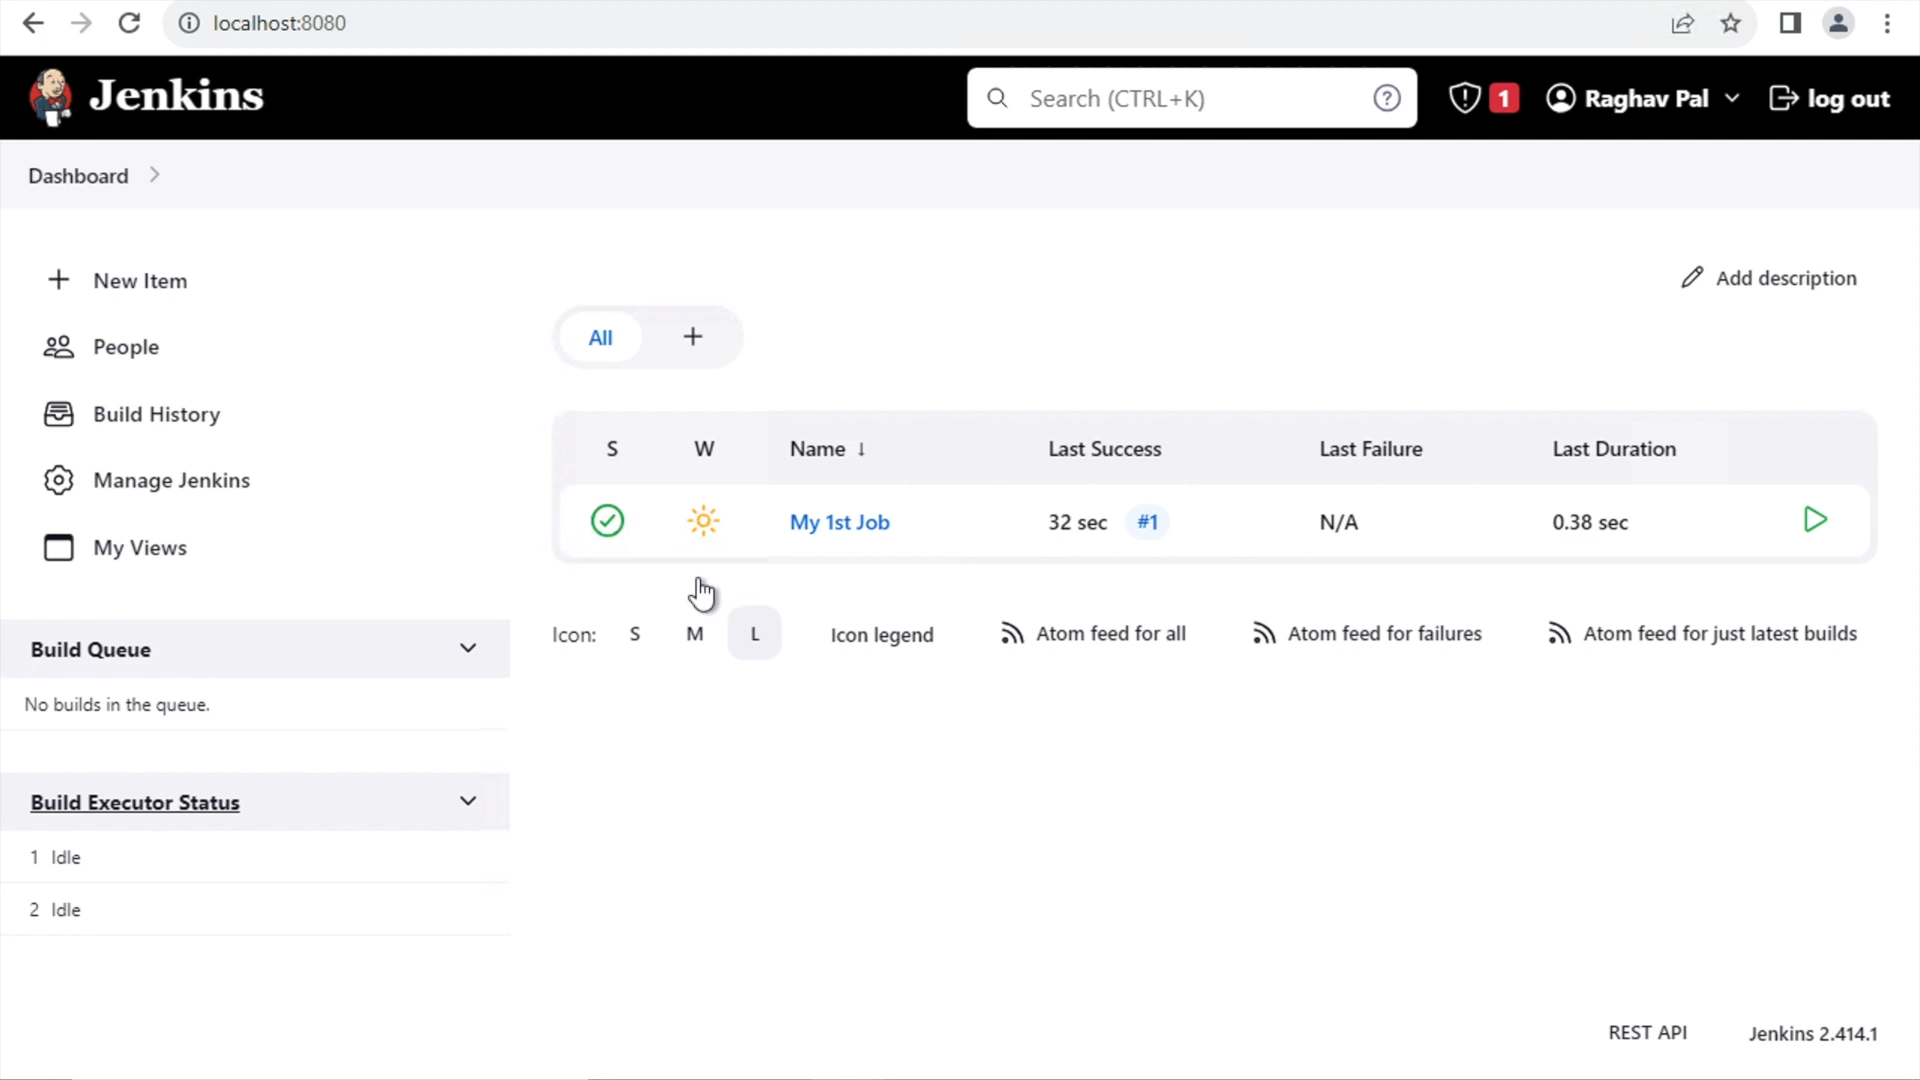 localhost:8080
Jenkins
Search (CTRL+K)
1
Raghav Pal
log out
Dashboard
New Item
People
Build History
Manage Jenkins
My Views
Add description
All +
S W Name ↓ Last Success Last Failure Last Duration
My 1st Job 32 sec #1 N/A 0.38 sec
Icon: S M L Icon legend Atom feed for all Atom feed for failures Atom feed for just latest builds
Build Queue
No builds in the queue.
Build Executor Status
1 Idle
2 Idle
REST API Jenkins 2.414.1